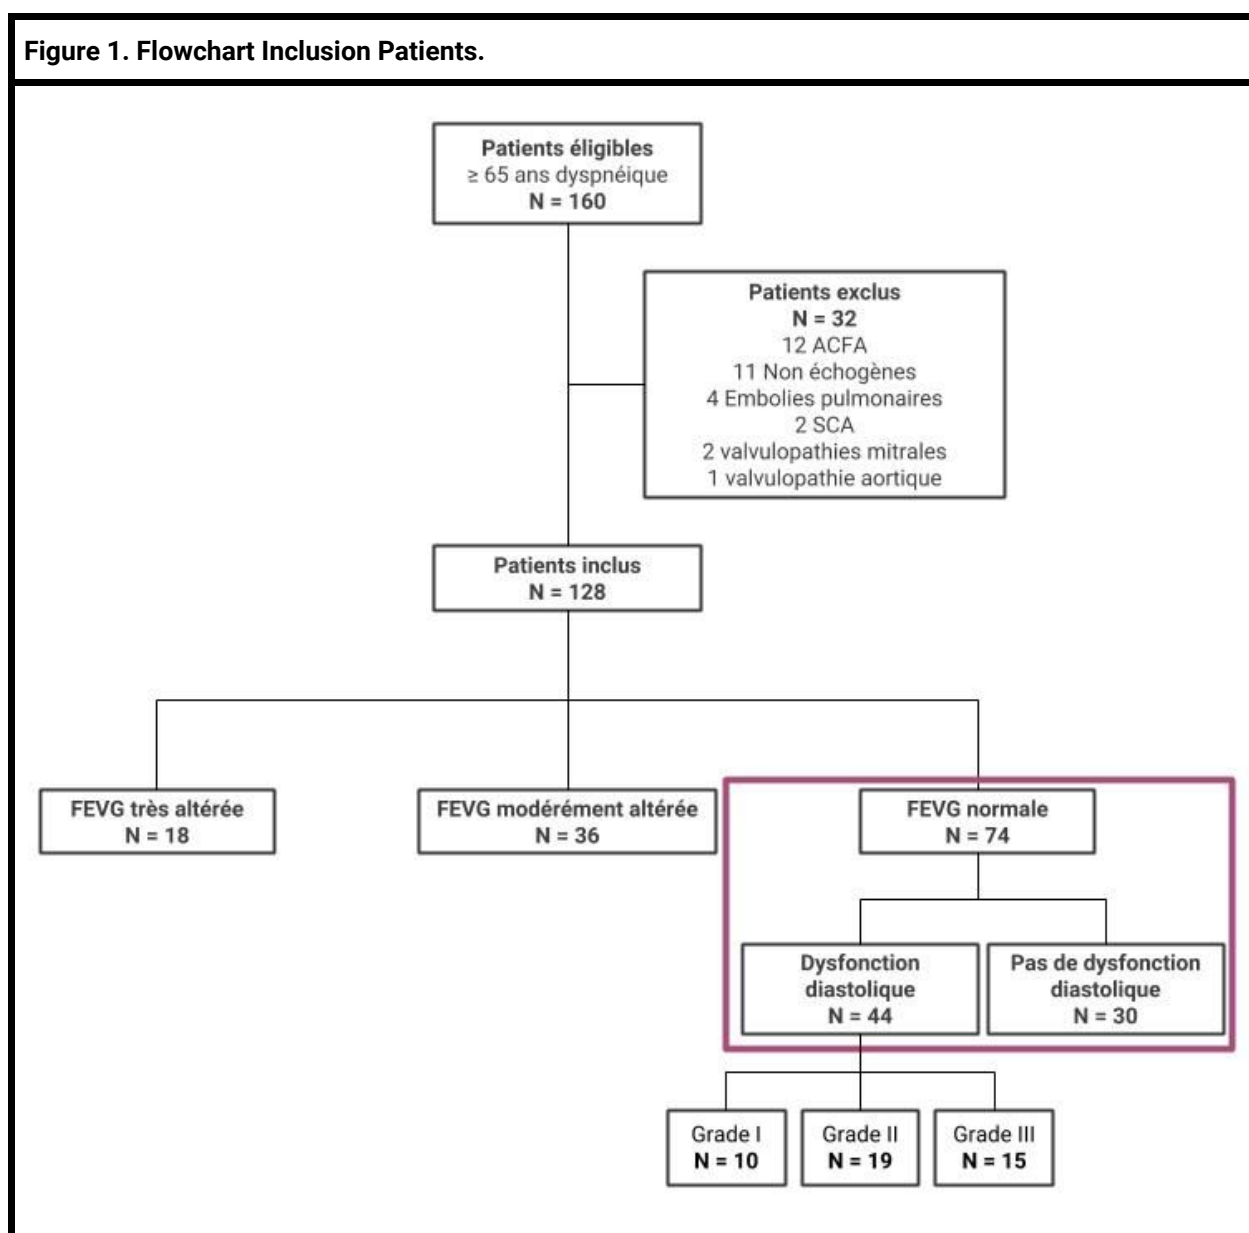 Figure 1. Flowchart Inclusion Patients.
Patients éligibles
≥ 65 ans dyspnéique
N = 160
Patients exclus
N = 32
12 ACFA
11 Non échogènes
4 Embolies pulmonaires
2 SCA
2 valvulopathies mitrales
1 valvulopathie aortique
Patients inclus
N = 128
FEVG très altérée
N = 18
FEVG modérément altérée
N = 36
FEVG normale
N = 74
Dysfonction
diastolique
N = 44
Pas de dysfonction
diastolique
N = 30
Grade I
N = 10
Grade II
N = 19
Grade III
N = 15